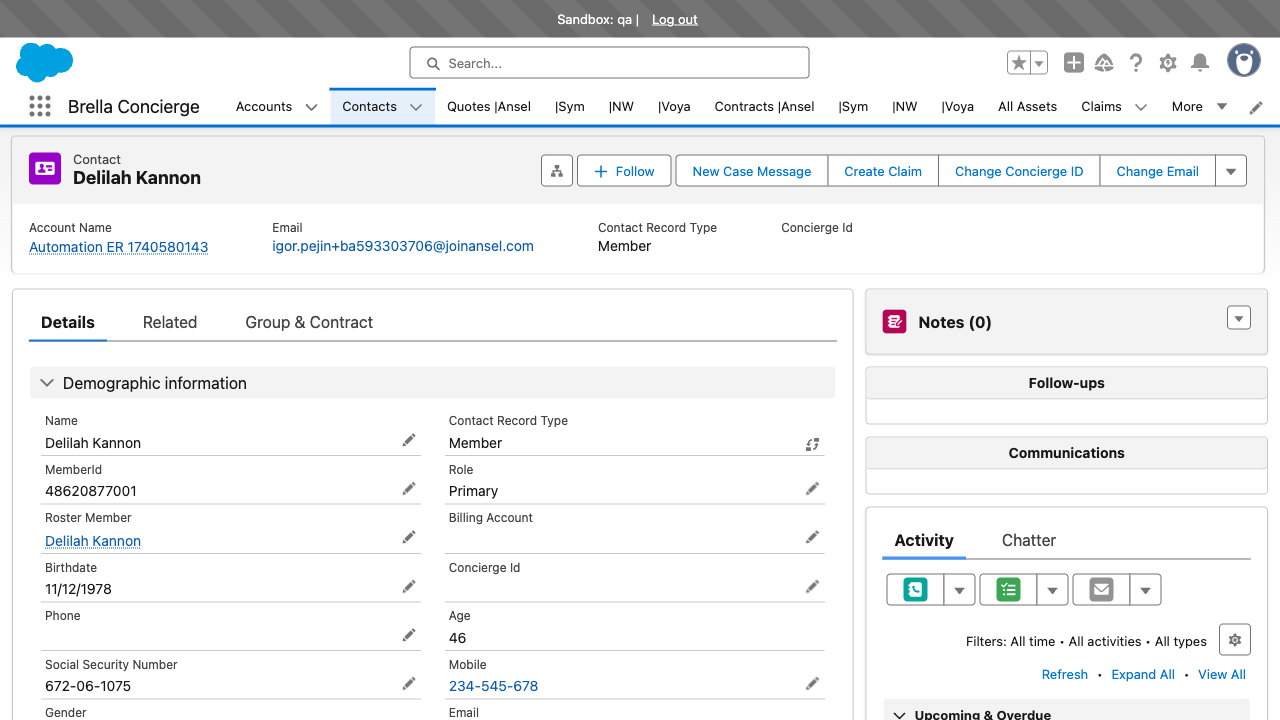 Sandbox: qa | Log out
Search...
Brella Concierge
Accounts
Contacts
Quotes |Ansel
|Sym
|NW
|Voya
Contracts |Ansel
|Sym
|NW
|Voya
All Assets
Claims
More
Contact
Delilah Kannon
Follow
New Case Message
Create Claim
Change Concierge ID
Change Email
Account Name
Automation ER 1740580143
Email
igor.pejin+ba593303706@joinansel.com
Contact Record Type
Member
Concierge Id
Details
Related
Group & Contract
Demographic information
Name
Delilah Kannon
Contact Record Type
Member
MemberId
48620877001
Role
Primary
Roster Member
Delilah Kannon
Billing Account
Birthdate
11/12/1978
Concierge Id
Phone
Age
46
Social Security Number
672-06-1075
Mobile
234-545-678
Gender
Email
Notes (0)
Follow-ups
Communications
Activity
Chatter
Filters: All time • All activities • All types
Refresh • Expand All • View All
Upcoming & Overdue